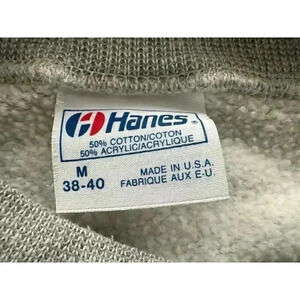 Hanes
50% COTTON/COTON
50% ACRYLIC/ACRYLIQUE
M
38-40
MADE IN U.S.A.
FABRIQUE AUX E-U.